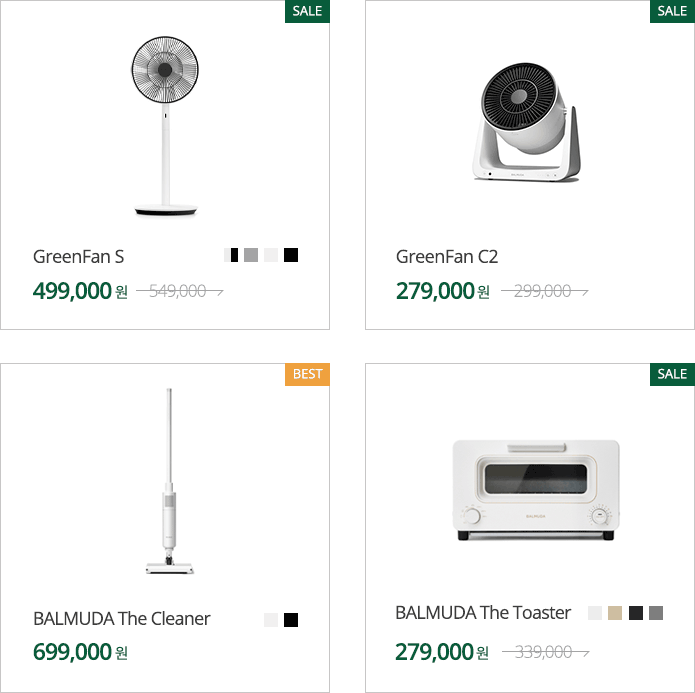 SALE
GreenFan S
499,000 원 549,000
SALE
GreenFan C2
279,000 원 299,000
BEST
BALMUDA The Cleaner
699,000 원
SALE
BALMUDA
BALMUDA The Toaster
279,000 원 339,000